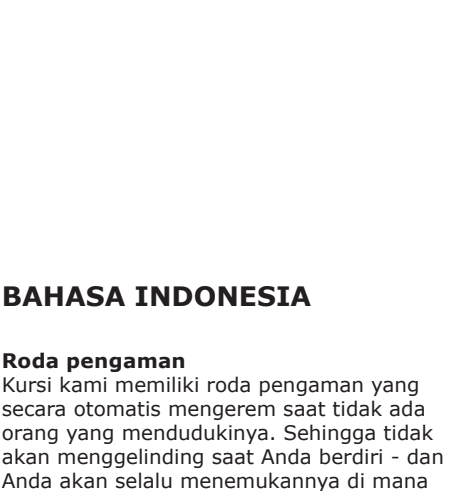 BAHASA INDONESIA
Roda pengaman
Kursi kami memiliki roda pengaman yang
secara otomatis mengerem saat tidak ada
orang yang mendudukinya. Sehingga tidak
akan menggelinding saat Anda berdiri - dan
Anda akan selalu menemukannya di mana